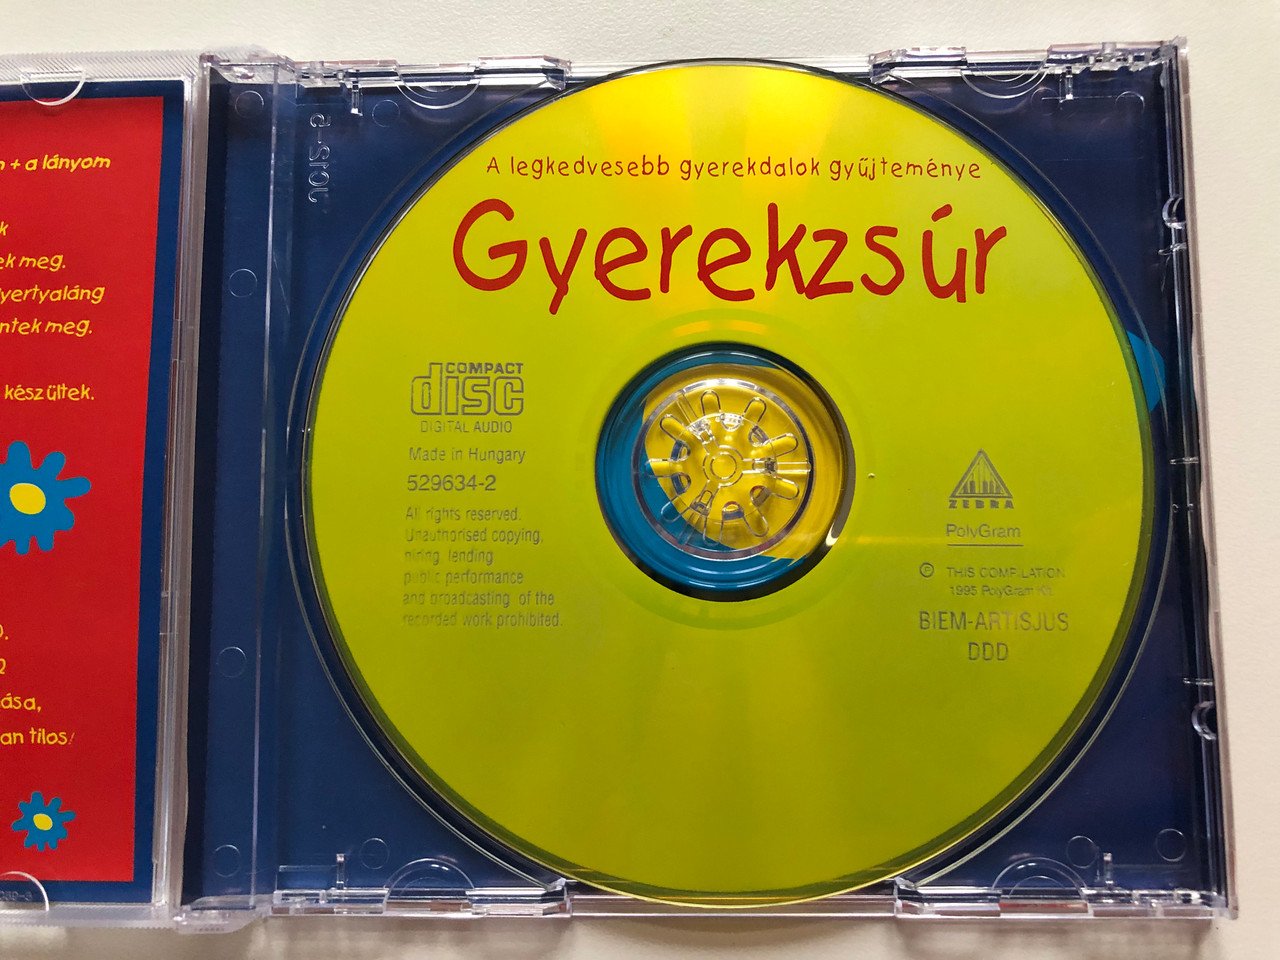 + a lányom
k
ek meg.
yertyaláng
ntek meg.
készültek.
ása,
an tilos!
A legkedvesebb gyerekdalok gyűjteménye
Gyerekzsúr
COMPACT
disc
DIGITAL AUDIO
Made in Hungary
529634-2
All rights reserved.
Unauthorised copying,
hiring lending
public performance
and broadcasting of the
recorded work prohibited.
ZEBRA
PolyGram
Ⓟ THIS COMPILATION
1995 PolyGram Kft.
BIEM-ARTISJUS
DDD